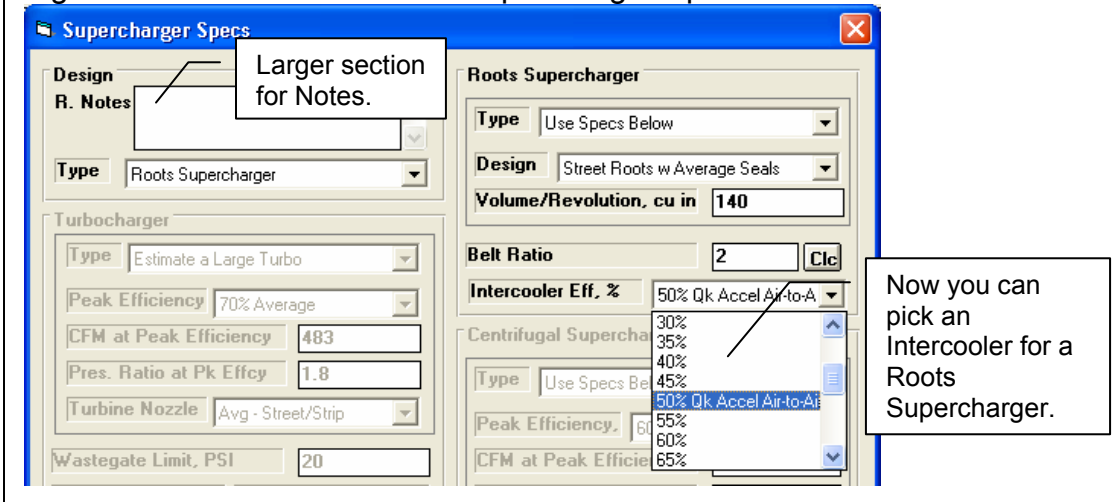 Supercharger Specs
Larger section
for Notes.
Design
R. Notes
Type Roots Supercharger
Turbocharger
Type Estimate a Large Turbo
Peak Efficiency 70% Average
CFM at Peak Efficiency 483
Pres. Ratio at Pk Effcy 1.8
Turbine Nozzle Avg - Street/Strip
Wastegate Limit, PSI 20
Roots Supercharger
Type Use Specs Below
Design Street Roots w Average Seals
Volume/Revolution, cu in 140
Belt Ratio 2 Clc
Intercooler Eff, % 50% Qk Accel Air-to-A
30%
35%
40%
45%
50% Qk Accel Air-to-Ai
55%
60%
65%
Centrifugal Supercha
Type Use Specs Bel
Peak Efficiency, 60
CFM at Peak Efficie
Now you can
pick an
Intercooler for a
Roots
Supercharger.